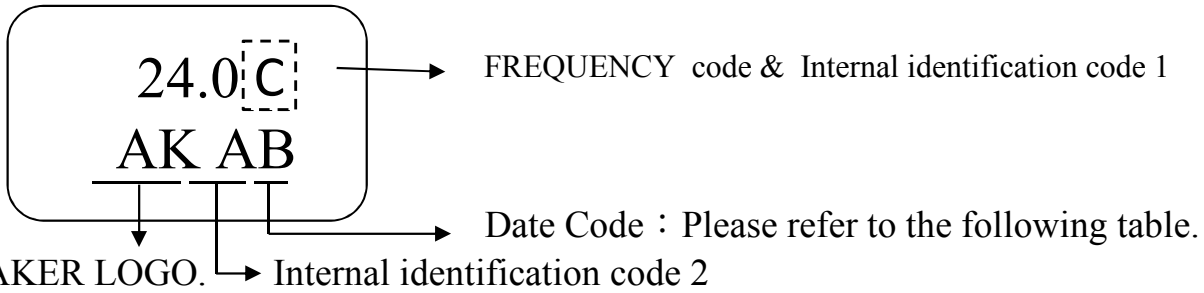 24.0 C
FREQUENCY code & Internal identification code 1
AK AB
Date Code：Please refer to the following table.
AKER LOGO.
Internal identification code 2